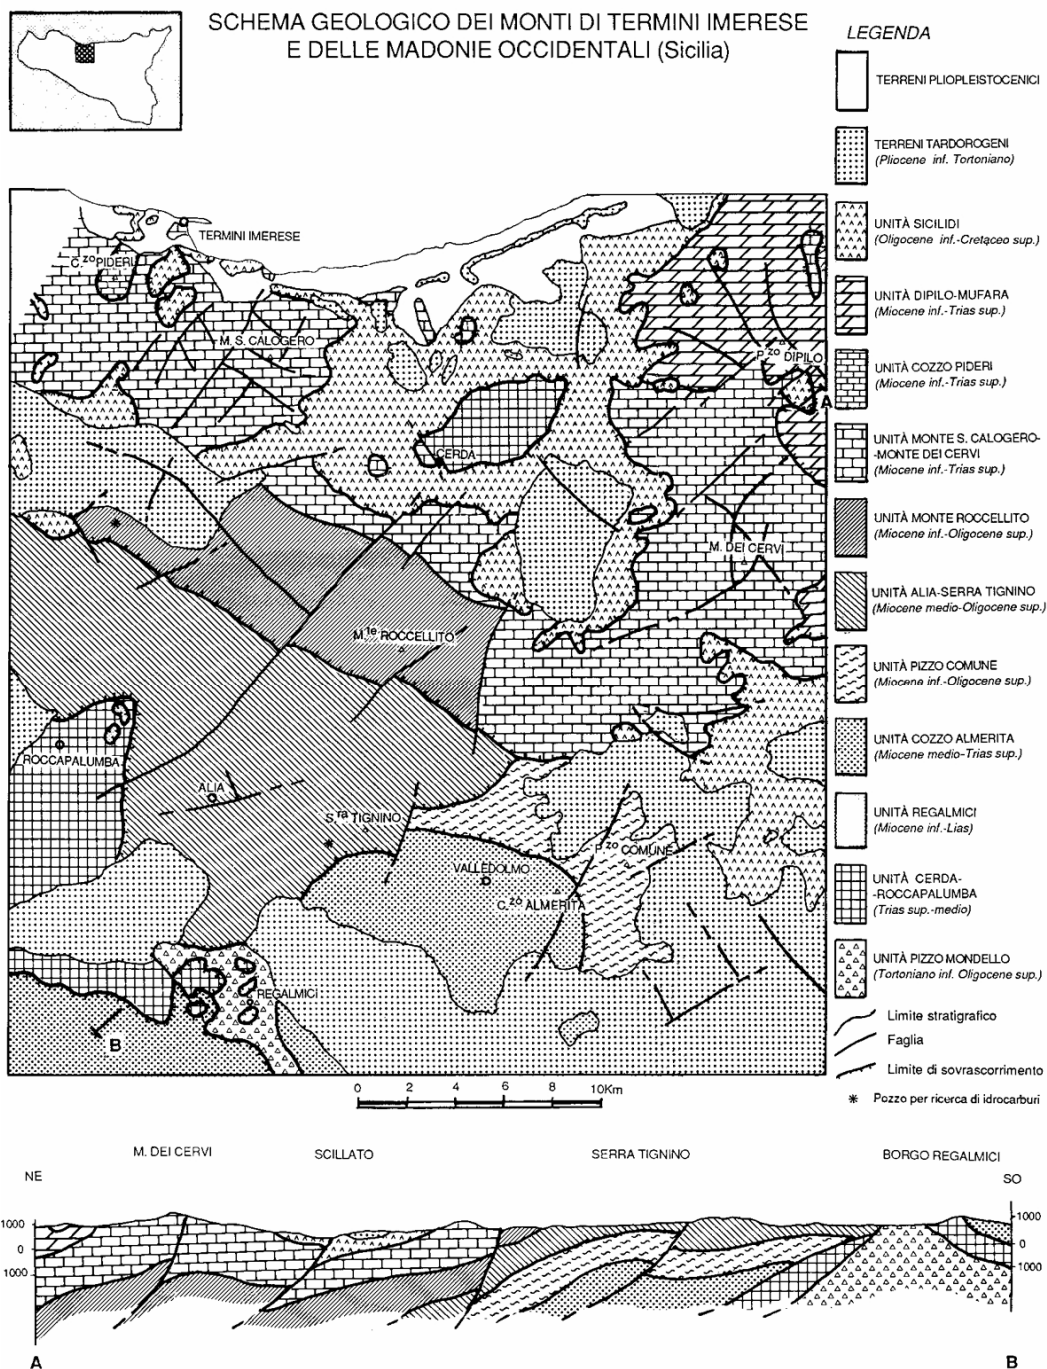 SCHEMA GEOLOGICO DEI MONTI DI TERMINI IMERESE
E DELLE MADONIE OCCIDENTALI (Sicilia)
LEGENDA
TERRENI PLIOPLEISTOCENICI
TERRENI TARDOROGENI
(Pliocene inf. Tortoniano)
UNITÀ SICILIDI
(Oligocene inf.-Cretaceo sup.)
UNITÀ DIPILO-MUFARA
(Miocene inf.-Trias sup.)
UNITÀ COZZO PIDERI
(Miocene inf.-Trias sup.)
UNITÀ MONTE S. CALOGERO-
-MONTE DEI CERVI
(Miocene inf.-Trias sup.)
UNITÀ MONTE ROCCELLITO
(Miocene inf.-Oligocene sup.)
UNITÀ ALIA-SERRA TIGNINO
(Miocene medio-Oligocene sup.)
UNITÀ PIZZO COMUNE
(Miocene inf.-Oligocene sup.)
UNITÀ COZZO ALMERITA
(Miocene medio-Trias sup.)
UNITÀ REGALMICI
(Miocene inf.-Lias)
UNITÀ CERDA-
-ROCCAPALUMBA
(Trias sup.-medio)
UNITÀ PIZZO MONDELLO
(Tortoniano inf. Oligocene sup.)
Limite stratigrafico
Faglia
Limite di sovrascorrimento
Pozzo per ricerca di idrocarburi
TERMINI IMERESE
C.zo PIDERI
M. S. CALOGERO
P.zo DIPILO
A
CERDA
M. DEI CERVI
M.te ROCCELLITO
ROCCAPALUMBA
ALIA
S.ra TIGNINO
P.zo COMUNE
VALLEDOLMO
C.zo ALMERITA
REGALMICI
B
0 2 4 6 8 10Km
M. DEI CERVI SCILLATO SERRA TIGNINO BORGO REGALMICI
NE SO
1000 1000
0 0
1000 1000
A B